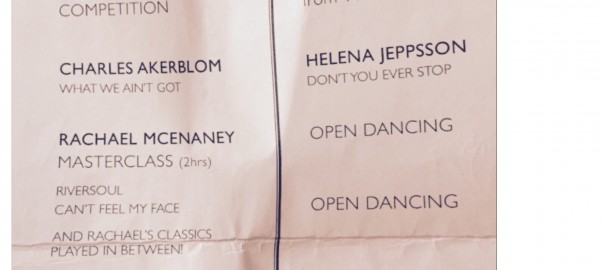 COMPETITION
CHARLES AKERBLOM
WHAT WE AIN'T GOT
RACHAEL MCENANEY
MASTERCLASS (2hrs)
RIVERSOUL
CAN'T FEEL MY FACE
AND RACHAEL'S CLASSICS
PLAYED IN BETWEEN!
HELENA JEPPSSON
DON'T YOU EVER STOP
OPEN DANCING
OPEN DANCING